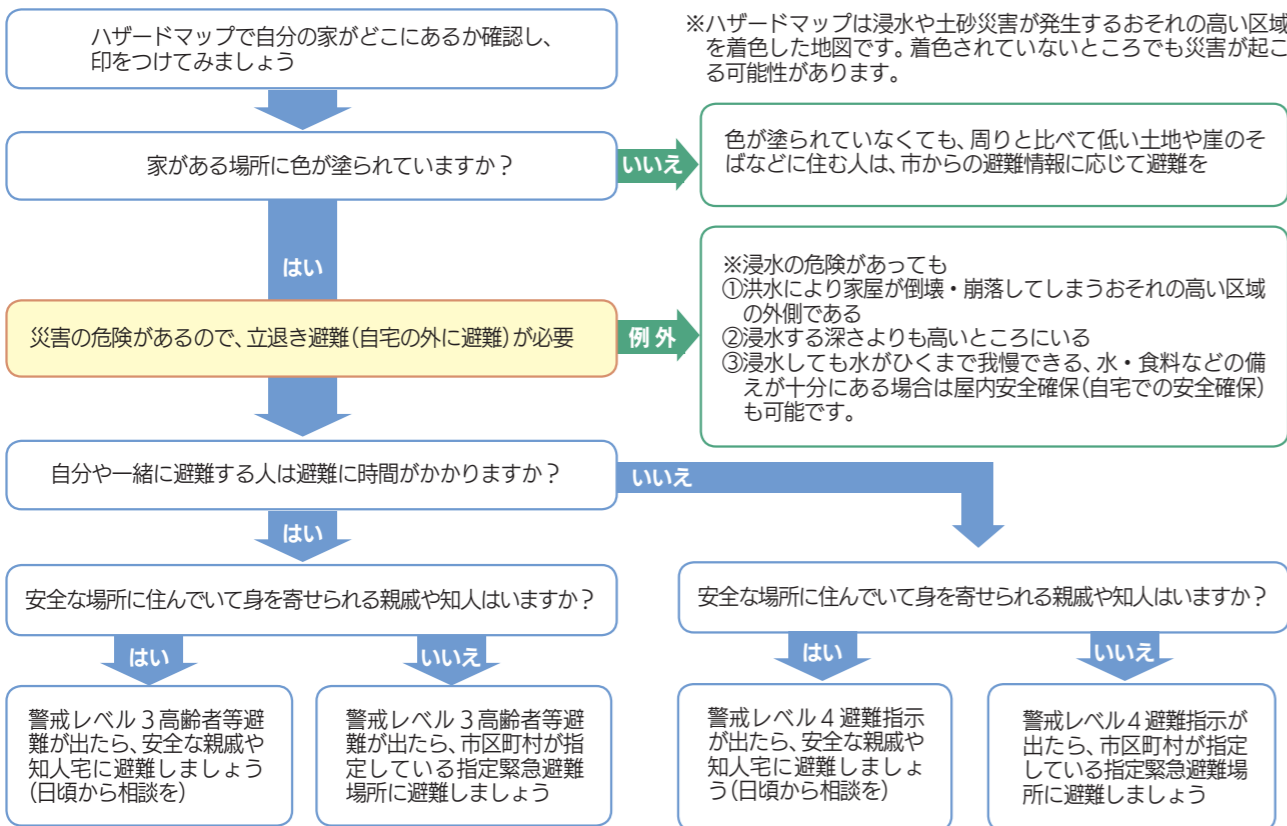 ハザードマップで自分の家がどこにあるか確認し、
印をつけてみましょう
※ハザードマップは浸水や土砂災害が発生するおそれの高い区域
を着色した地図です。着色されていないところでも災害が起こ
る可能性があります。
家がある場所に色が塗られていますか？
いいえ
色が塗られていなくても、周りと比べて低い土地や崖のそ
ばなどに住む人は、市からの避難情報に応じて避難を
はい
災害の危険があるので、立退き避難(自宅の外に避難)が必要
例外
※浸水の危険があっても
①洪水により家屋が倒壊・崩落してしまうおそれの高い区域
の外側である
②浸水する深さよりも高いところにいる
③浸水しても水がひくまで我慢できる、水・食料などの備
えが十分にある場合は屋内安全確保(自宅での安全確保)
も可能です。
自分や一緒に避難する人は避難に時間がかかりますか？
いいえ
はい
安全な場所に住んでいて身を寄せられる親戚や知人はいますか？
はい
いいえ
警戒レベル３高齢者等避
難が出たら、安全な親戚や
知人宅に避難しましょう
(日頃から相談を)
警戒レベル３高齢者等避
難が出たら、市区町村が指
定している指定緊急避難
場所に避難しましょう
安全な場所に住んでいて身を寄せられる親戚や知人はいますか？
はい
いいえ
警戒レベル４避難指示
が出たら、安全な親戚や
知人宅に避難しましょ
う(日頃から相談を)
警戒レベル４避難指示が
出たら、市区町村が指定
している指定緊急避難場
所に避難しましょう